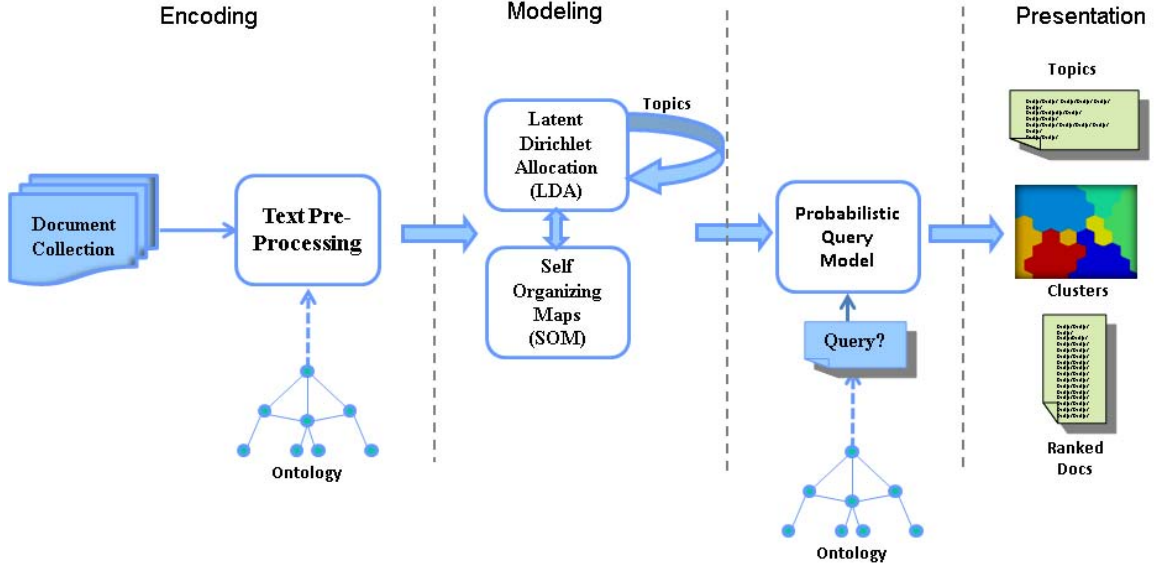 Encoding
Modeling
Presentation
Document
Collection
Text Pre-
Processing
Ontology
Topics
Latent
Dirichlet
Allocation
(LDA)
Self
Organizing
Maps
(SOM)
Probabilistic
Query
Model
Query?
Ontology
Topics
Clusters
Ranked
Docs